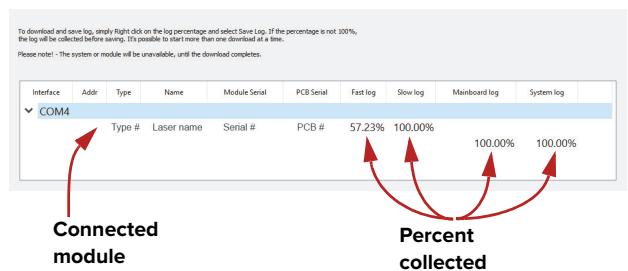 To download and save log, simply Right click on the log percentage and select Save Log. If the percentage is not 100%,
the log will be collected before saving. It's possible to start more than one download at a time.
Please note! - The system or module will be unavailable, until the download completes.
Interface Addr Type Name Module Serial PCB Serial Fast log Slow log Mainboard log System log
COM4
Type # Laser name Serial # PCB # 57.23% 100.00%
100.00% 100.00%
Connected
module
Percent
collected